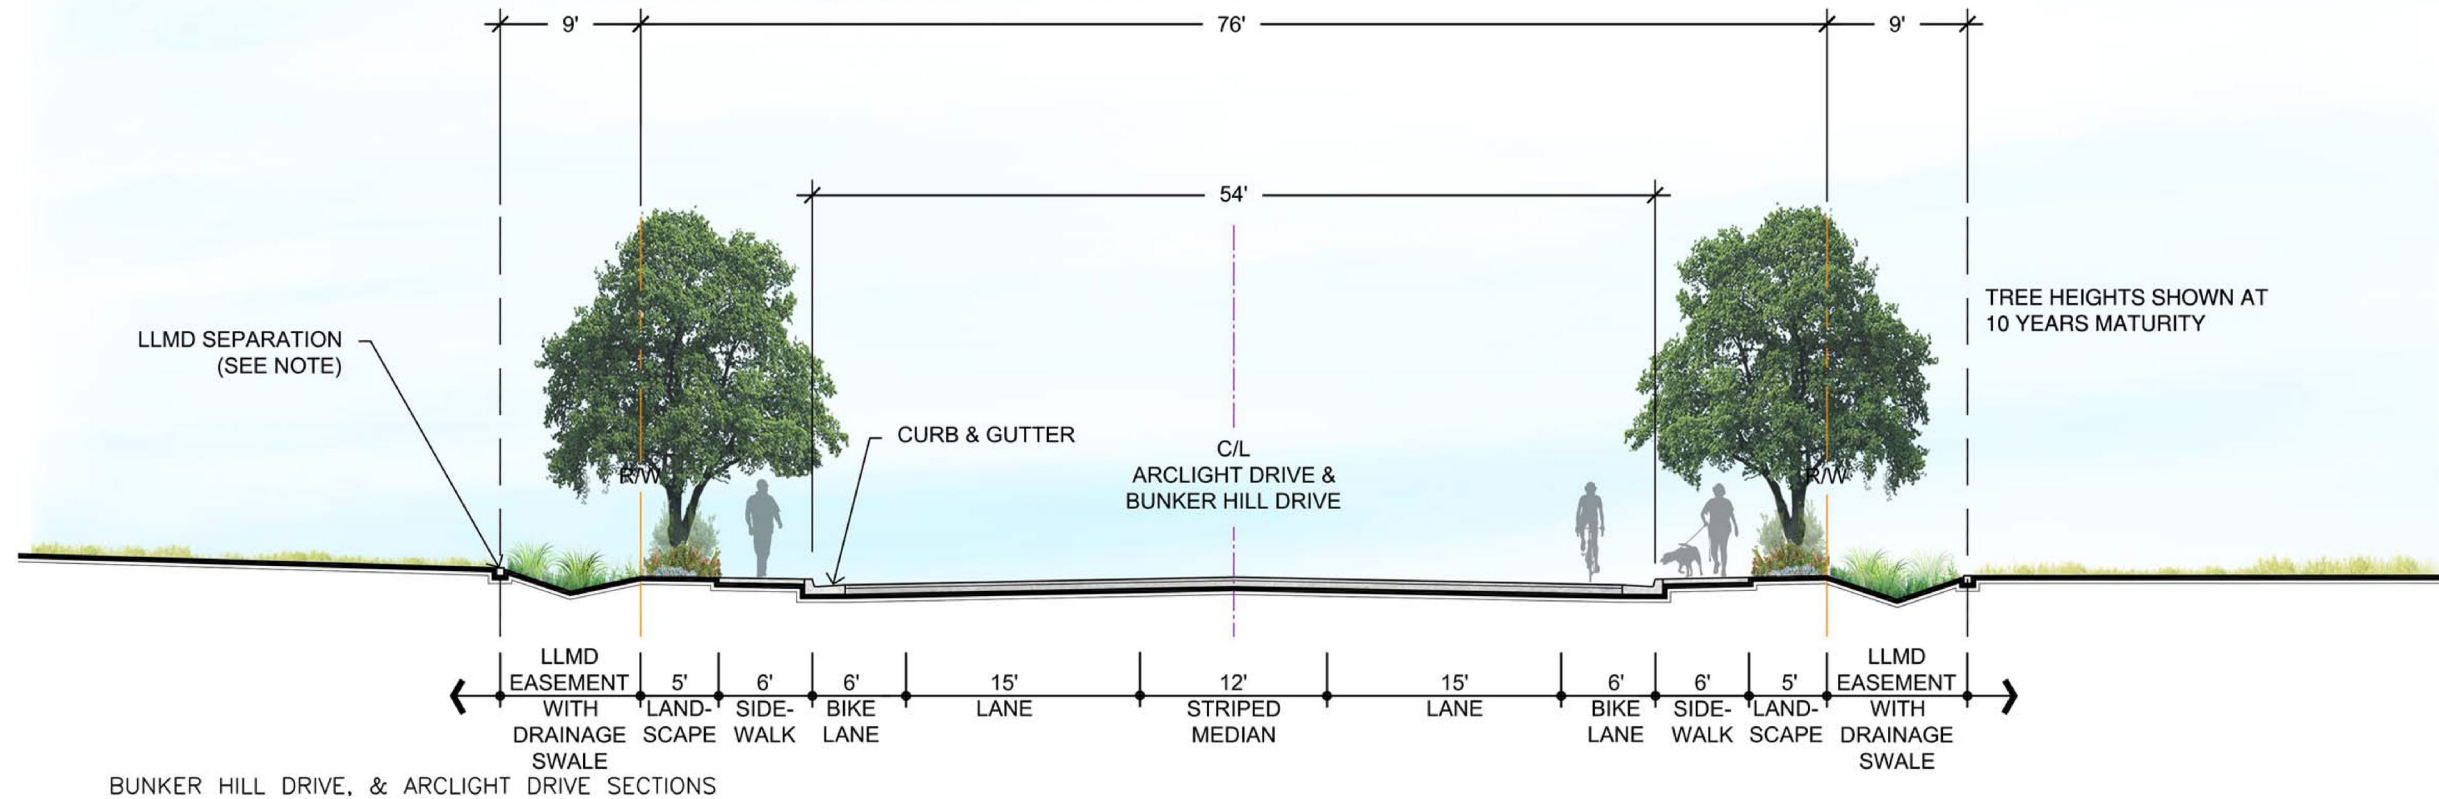 9'
76'
9'
54'
TREE HEIGHTS SHOWN AT
10 YEARS MATURITY
LLMD SEPARATION
(SEE NOTE)
CURB & GUTTER
C/L
ARCLIGHT DRIVE &
BUNKER HILL DRIVE
R/W
R/W
LLMD
EASEMENT
WITH
DRAINAGE
SWALE
5'
LAND-
SCAPE
6'
SIDE-
WALK
6'
BIKE
LANE
15'
LANE
12'
STRIPED
MEDIAN
15'
LANE
6'
BIKE
LANE
6'
SIDE-
WALK
5'
LAND-
SCAPE
LLMD
EASEMENT
WITH
DRAINAGE
SWALE
BUNKER HILL DRIVE, & ARCLIGHT DRIVE SECTIONS